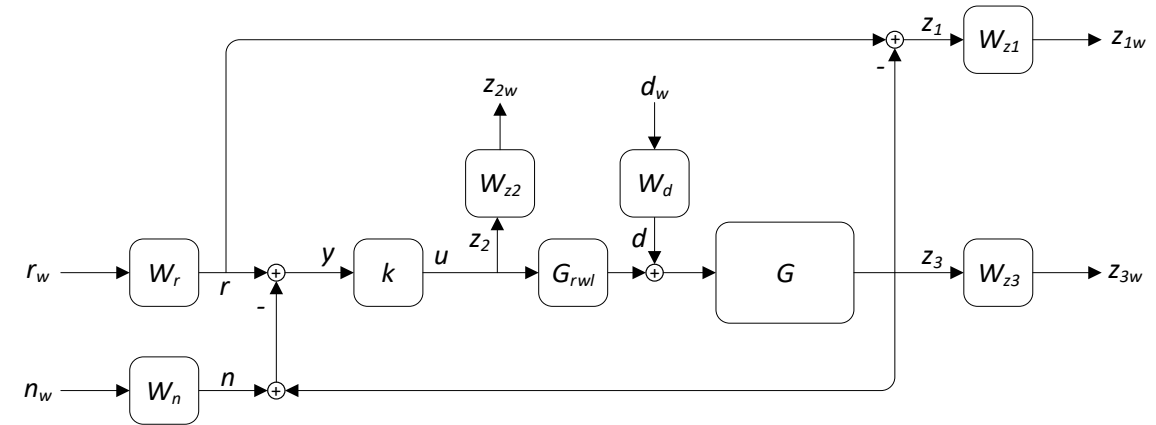 z1
Wz1
z1w
+
-
z2w
dw
Wz2
Wd
z2
d
rw
Wr
r
+
y
k
u
Grwl
+
G
z3
Wz3
z3w
-
nw
Wn
n
+